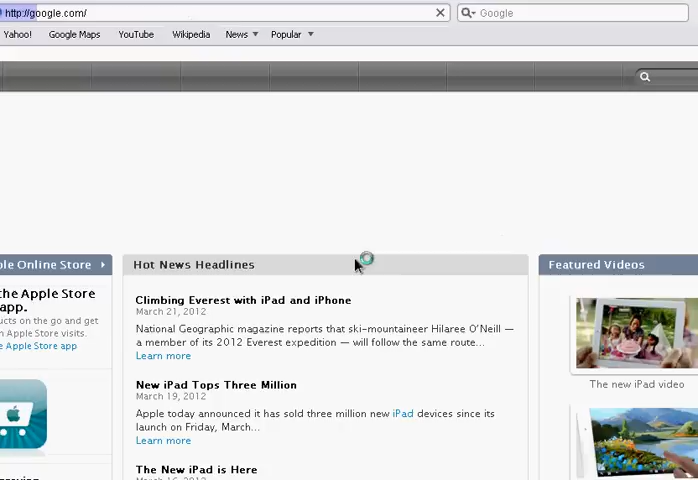 http://google.com/
Google
Yahoo!
Google Maps
YouTube
Wikipedia
News
Popular
ple Online Store
Hot News Headlines
Featured Videos
the Apple Store
app.
ucts on the go and get
n Apple Store visits.
e Apple Store app
Climbing Everest with iPad and iPhone
March 21, 2012
National Geographic magazine reports that ski-mountaineer Hilaree O'Neill —
a member of its 2012 Everest expedition — will follow the same route...
Learn more
New iPad Tops Three Million
March 19, 2012
Apple today announced it has sold three million new iPad devices since its
launch on Friday, March...
Learn more
The New iPad is Here
March 16, 2012
The new iPad video